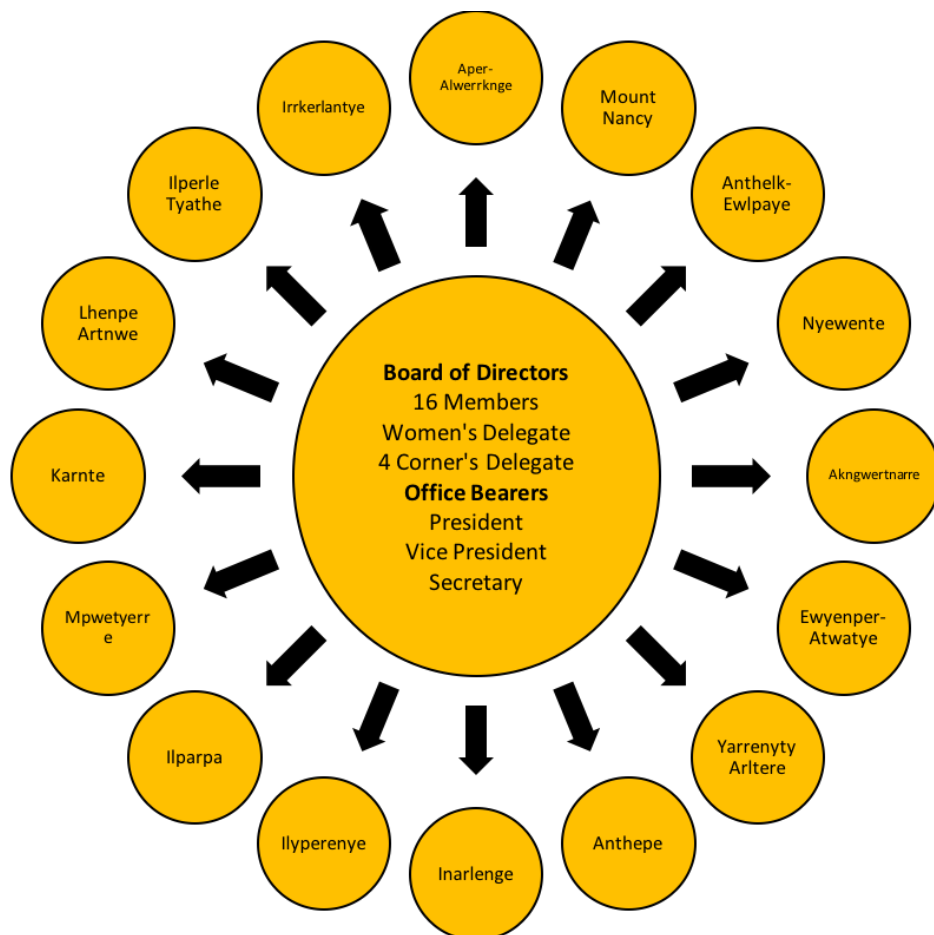 Aper-
Alwerrknge
Mount
Nancy
Anthelk-
Ewlpaye
Nyewente
Akngwertnarre
Ewyenper-
Atwatye
Yarrenyty
Arltere
Anthepe
Inarlenge
Ilyperenye
Ilparpa
Mpwetyerr
e
Karnte
Lhenpe
Artnwe
Ilperle
Tyathe
Irrkerlantye
Board of Directors
16 Members
Women's Delegate
4 Corner's Delegate
Office Bearers
President
Vice President
Secretary